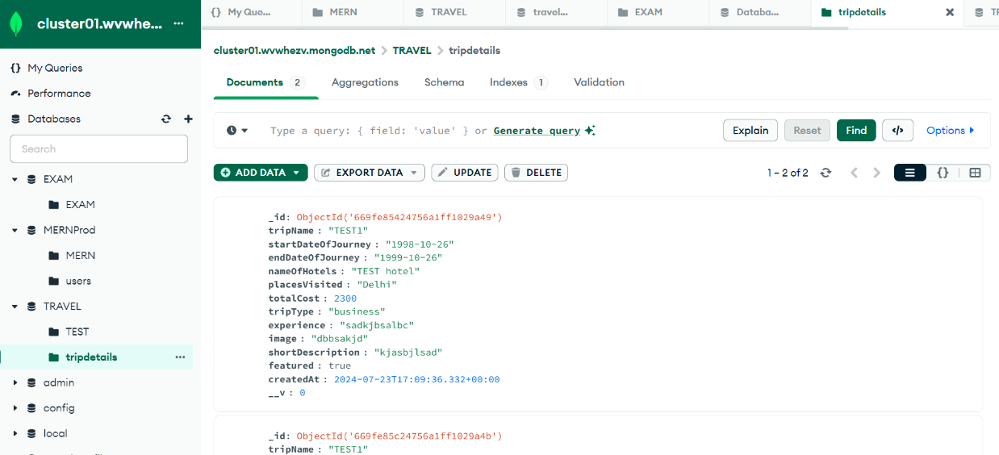 cluster01.wvwhe... ...
{} My Que...
MERN
TRAVEL
travel...
EXAM
Databa...
tripdetails
{} My Queries
Performance
Databases
Search
EXAM
EXAM
MERNProd
MERN
users
TRAVEL
TEST
tripdetails ...
admin
config
local
cluster01.wvwhezv.mongodb.net > TRAVEL > tripdetails
Documents 2 Aggregations Schema Indexes 1 Validation
Type a query: { field: 'value' } or Generate query
Explain Reset Find </> Options
ADD DATA EXPORT DATA UPDATE DELETE 1 – 2 of 2 {}
_id: ObjectId('669fe85424756a1ff1029a49')
tripName : "TEST1"
startDateOfJourney : "1998-10-26"
endDateOfJourney : "1999-10-26"
nameOfHotels : "TEST hotel"
placesVisited : "Delhi"
totalCost : 2300
tripType : "business"
experience : "sadkjbsalbc"
image : "dbbsakjd"
shortDescription : "kjasbjlsad"
featured : true
createdAt : 2024-07-23T17:09:36.332+00:00
__v : 0
_id: ObjectId('669fe85c24756a1ff1029a4b')
tripName : "TEST1"